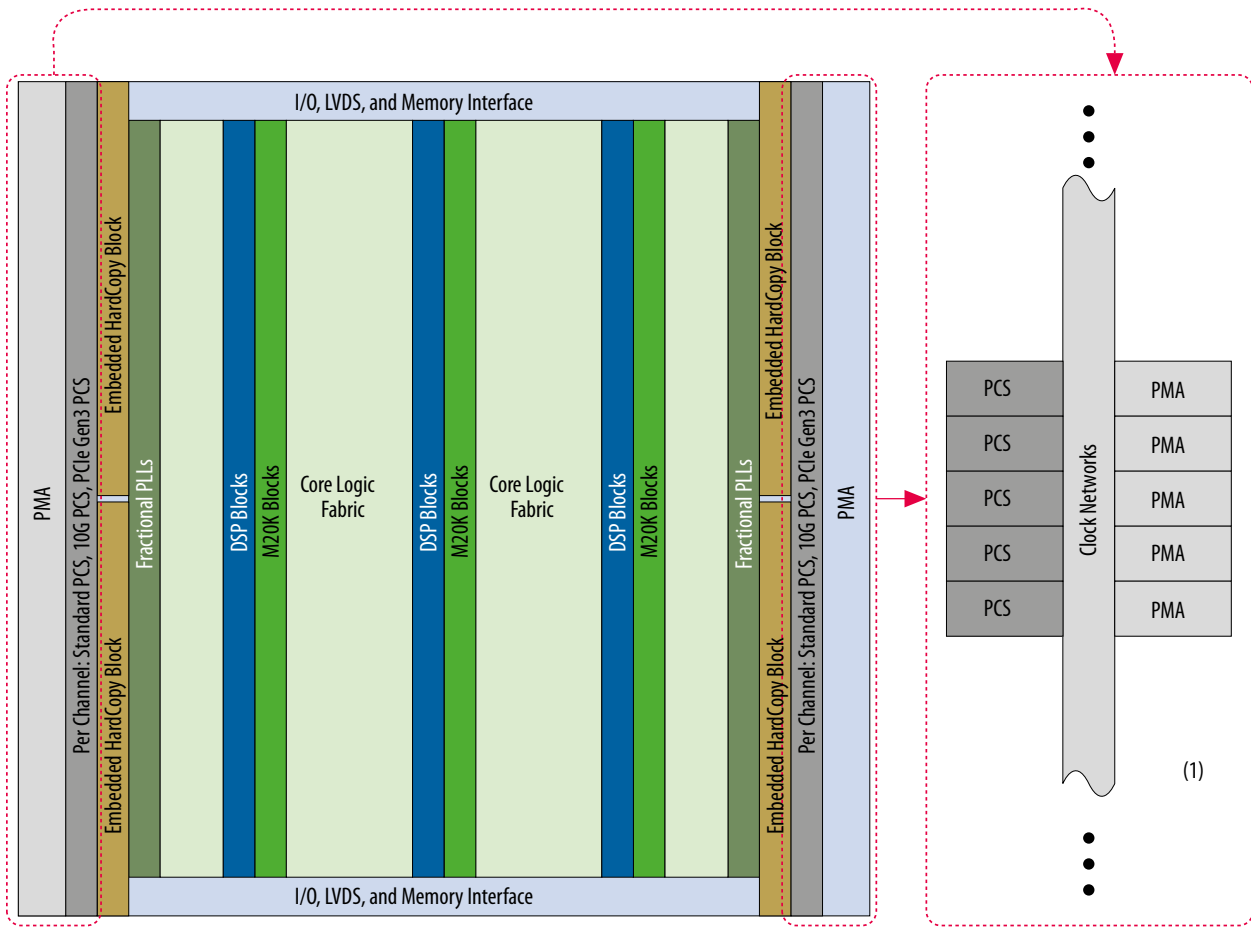 I/O, LVDS, and Memory Interface
PMA
Per Channel: Standard PCS, 10G PCS, PCIe Gen3 PCS
Embedded HardCopy Block
Embedded HardCopy Block
Fractional PLLs
DSP Blocks
M20K Blocks
Core Logic
Fabric
DSP Blocks
M20K Blocks
Core Logic
Fabric
DSP Blocks
M20K Blocks
Fractional PLLs
Embedded HardCopy Block
Embedded HardCopy Block
Per Channel: Standard PCS, 10G PCS, PCIe Gen3 PCS
PMA
I/O, LVDS, and Memory Interface
PCS
PMA
PCS
PMA
PCS
PMA
PCS
PMA
PCS
PMA
Clock Networks
(1)